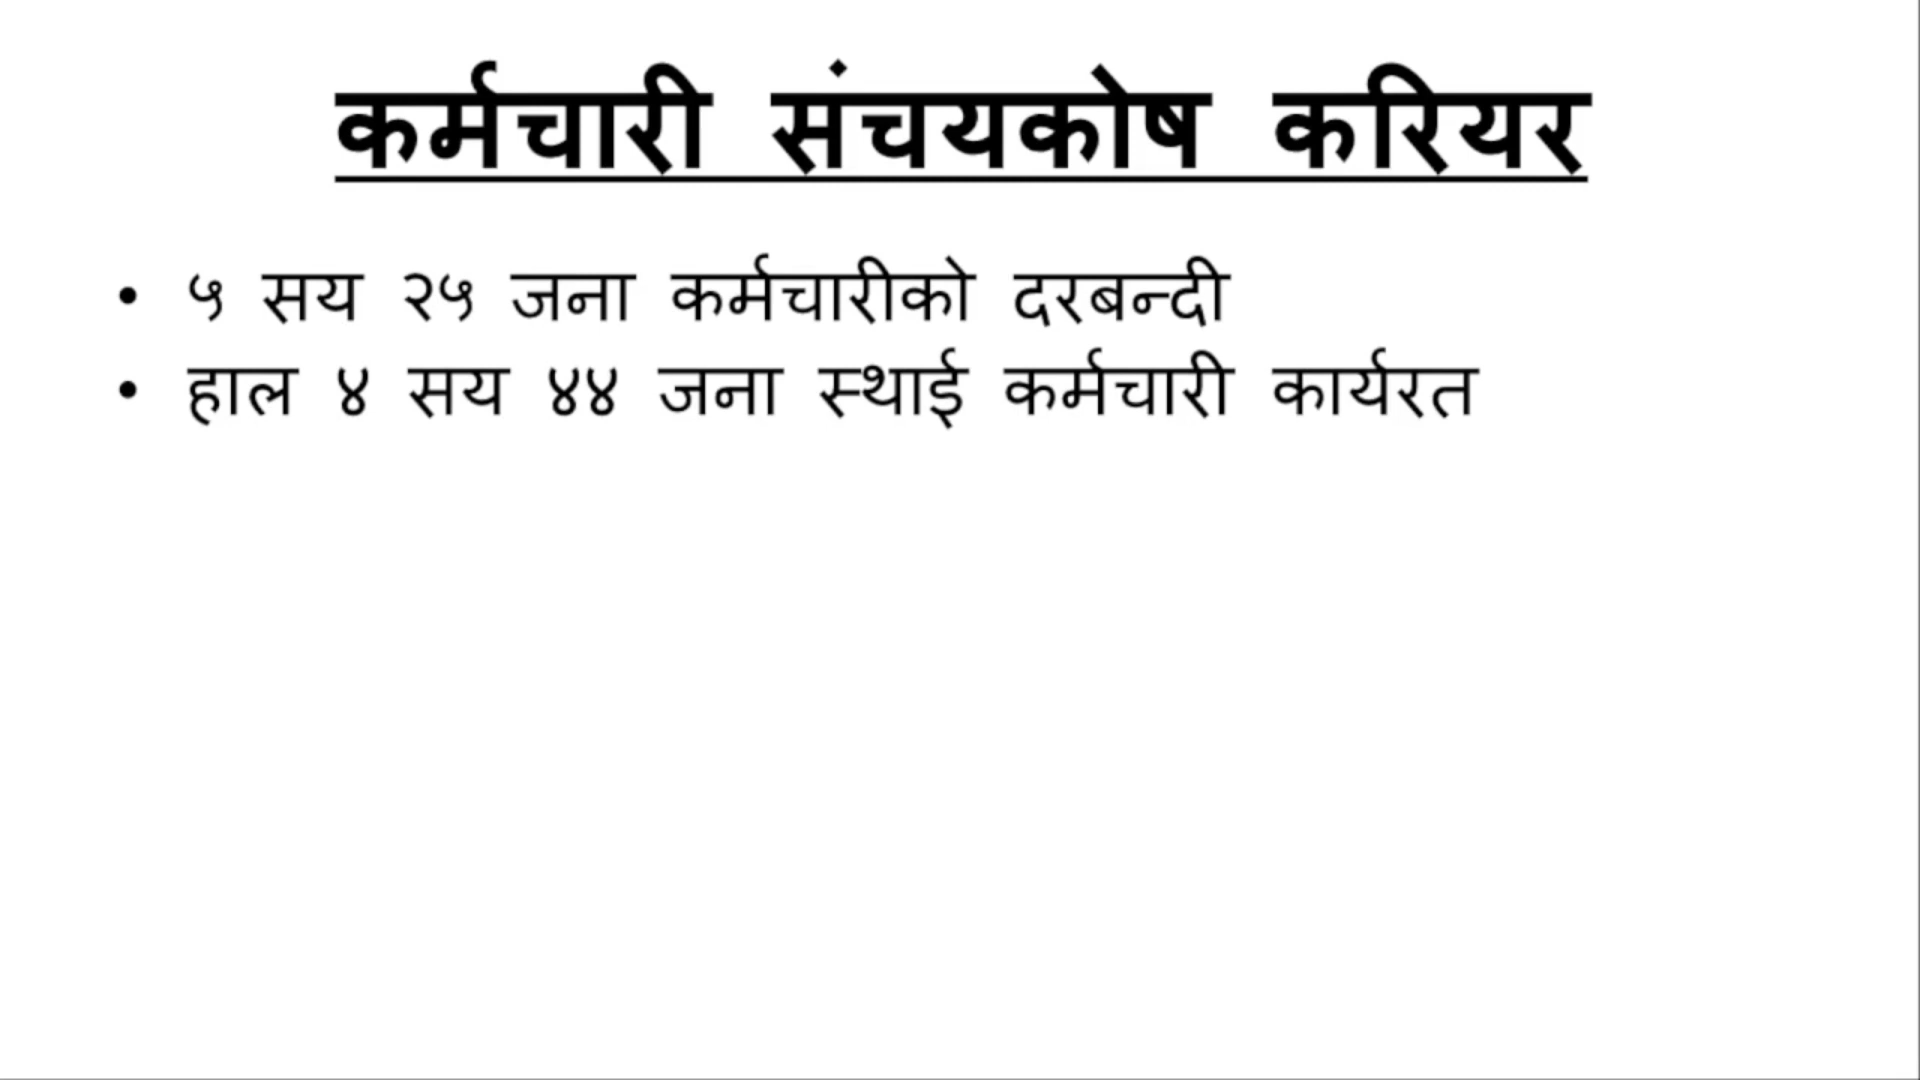 कर्मचारी संचयकोष करियर
• ५ सय २५ जना कर्मचारीको दरबन्दी
• हाल ४ सय ४४ जना स्थाई कर्मचारी कार्यरत